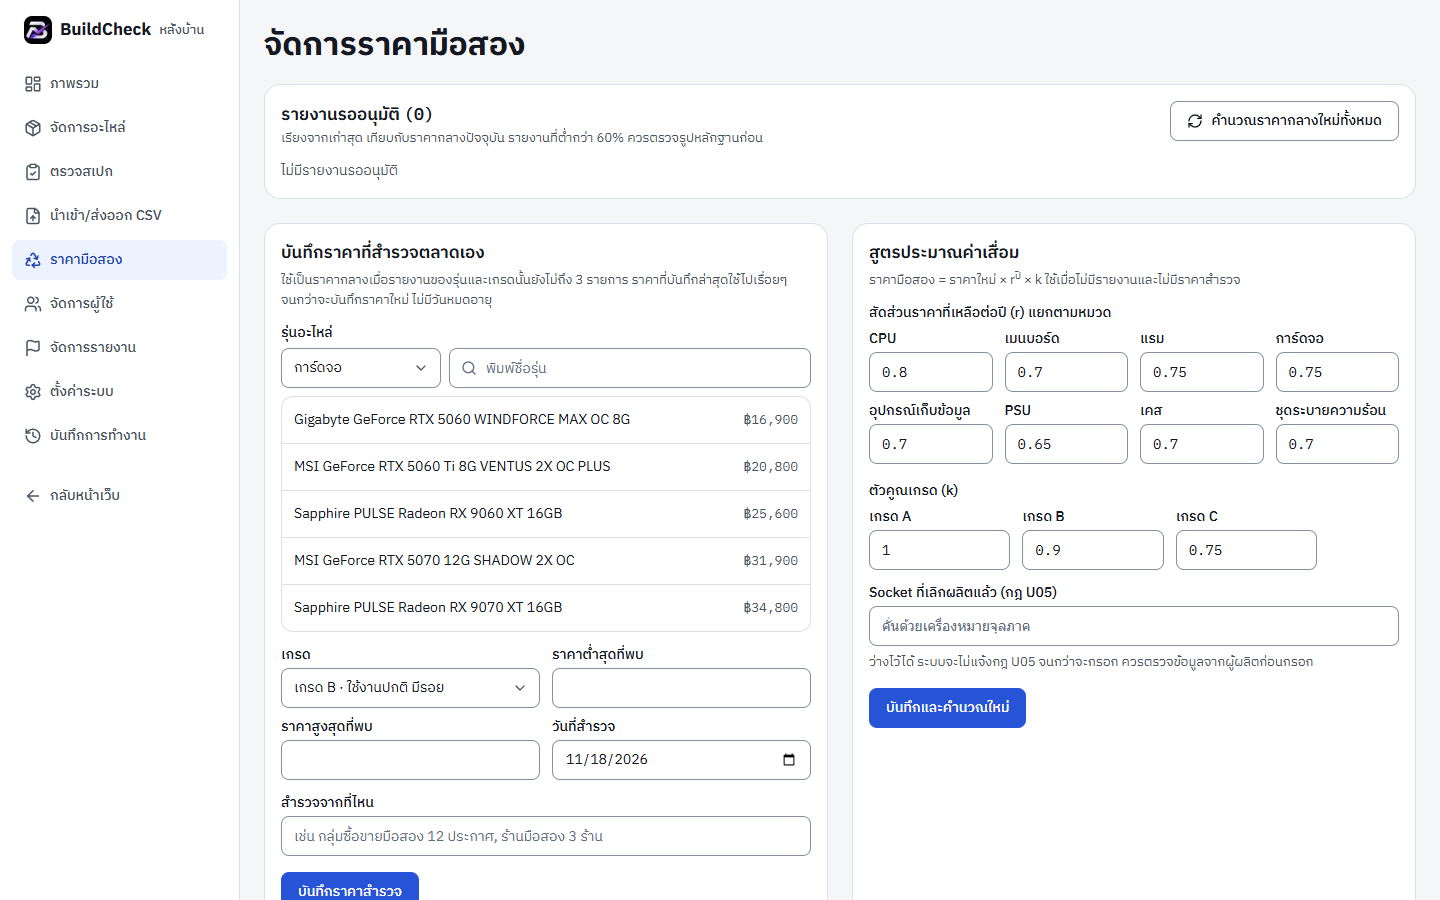 BuildCheck หลังบ้าน
ภาพรวม
จัดการอะไหล่
ตรวจสเปก
นำเข้า/ส่งออก CSV
ราคามือสอง
จัดการผู้ใช้
จัดการรายงาน
ตั้งค่าระบบ
บันทึกการทำงาน
กลับหน้าเว็บ
จัดการราคามือสอง
รายงานรออนุมัติ (0)
เรียงจากเก่าสุด เทียบกับราคากลางปัจจุบัน รายงานที่ต่ำกว่า 60% ควรตรวจรูปหลักฐานก่อน
คำนวณราคากลางใหม่ทั้งหมด
ไม่มีรายงานรออนุมัติ
บันทึกราคาที่สำรวจตลาดเอง
ใช้เป็นราคากลางเมื่อรายงานของรุ่นและเกรดนั้นยังไม่ถึง 3 รายการ ราคาที่บันทึกล่าสุดใช้ไปเรื่อยๆ
จนกว่าจะบันทึกราคาใหม่ ไม่มีวันหมดอายุ
รุ่นอะไหล่
การ์ดจอ
พิมพ์ชื่อรุ่น
Gigabyte GeForce RTX 5060 WINDFORCE MAX OC 8G ฿16,900
MSI GeForce RTX 5060 Ti 8G VENTUS 2X OC PLUS ฿20,800
Sapphire PULSE Radeon RX 9060 XT 16GB ฿25,600
MSI GeForce RTX 5070 12G SHADOW 2X OC ฿31,900
Sapphire PULSE Radeon RX 9070 XT 16GB ฿34,800
เกรด ราคาต่ำสุดที่พบ
เกรด B · ใช้งานปกติ มีรอย
ราคาสูงสุดที่พบ วันที่สำรวจ
11/18/2026
สำรวจจากที่ไหน
เช่น กลุ่มซื้อขายมือสอง 12 ประกาศ, ร้านมือสอง 3 ร้าน
บันทึกราคาสำรวจ
สูตรประมาณค่าเสื่อม
ราคามือสอง = ราคาใหม่ × rปี × k ใช้เมื่อไม่มีรายงานและไม่มีราคาสำรวจ
สัดส่วนราคาที่เหลือต่อปี (r) แยกตามหมวด
CPU เมนบอร์ด แรม การ์ดจอ
0.8 0.7 0.75 0.75
อุปกรณ์เก็บข้อมูล PSU เคส ชุดระบายความร้อน
0.7 0.65 0.7 0.7
ตัวคูณเกรด (k)
เกรด A เกรด B เกรด C
1 0.9 0.75
Socket ที่เลิกผลิตแล้ว (กฎ U05)
คั่นด้วยเครื่องหมายจุลภาค
ว่างไว้ได้ ระบบจะไม่แจ้งกฎ U05 จนกว่าจะกรอก ควรตรวจข้อมูลจากผู้ผลิตก่อนกรอก
บันทึกและคำนวณใหม่